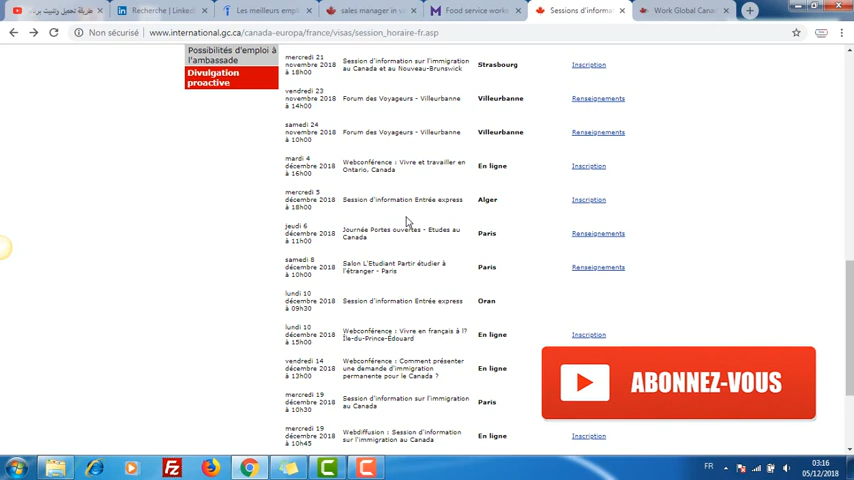 طريقة تحميل وتثبيت بر
Recherche | LinkedI
Les meilleurs emplo
sales manager in va
Food service worke
Sessions d'informat
Work Global Canad
Non sécurisé
www.international.gc.ca/canada-europa/france/visas/session_horaire-fr.asp
Possibilités d'emploi à
l'ambassade
Divulgation
proactive
mercredi 21
novembre 2018
à 18h00
Session d'information sur l'immigration
au Canada et au Nouveau-Brunswick
Strasbourg
Inscription
vendredi 23
novembre 2018
à 14h00
Forum des Voyageurs - Villeurbanne
Villeurbanne
Renseignements
samedi 24
novembre 2018
à 10h00
Forum des Voyageurs - Villeurbanne
Villeurbanne
Renseignements
mardi 4
décembre 2018
à 16h00
Webconférence : Vivre et travailler en
Ontario, Canada
En ligne
Inscription
mercredi 5
décembre 2018
à 18h00
Session d'information Entrée express
Alger
Inscription
jeudi 6
décembre 2018
à 11h00
Journée Portes ouvertes - Etudes au
Canada
Paris
Renseignements
samedi 8
décembre 2018
à 10h00
Salon L'Etudiant Partir étudier à
l'étranger - Paris
Paris
Renseignements
lundi 10
décembre 2018
à 09h30
Session d'information Entrée express
Oran
lundi 10
décembre 2018
à 15h00
Webconférence : Vivre en français à l?
Île-du-Prince-Édouard
En ligne
Inscription
vendredi 14
décembre 2018
à 13h00
Webconférence : Comment présenter
une demande d'immigration
permanente pour le Canada ?
En ligne
mercredi 19
décembre 2018
à 10h30
Session d'information sur l'immigration
au Canada
Paris
mercredi 19
décembre 2018
à 10h45
Webdiffusion : Session d'information
sur l'immigration au Canada
En ligne
Inscription
ABONNEZ-VOUS
FR
03:16
05/12/2018